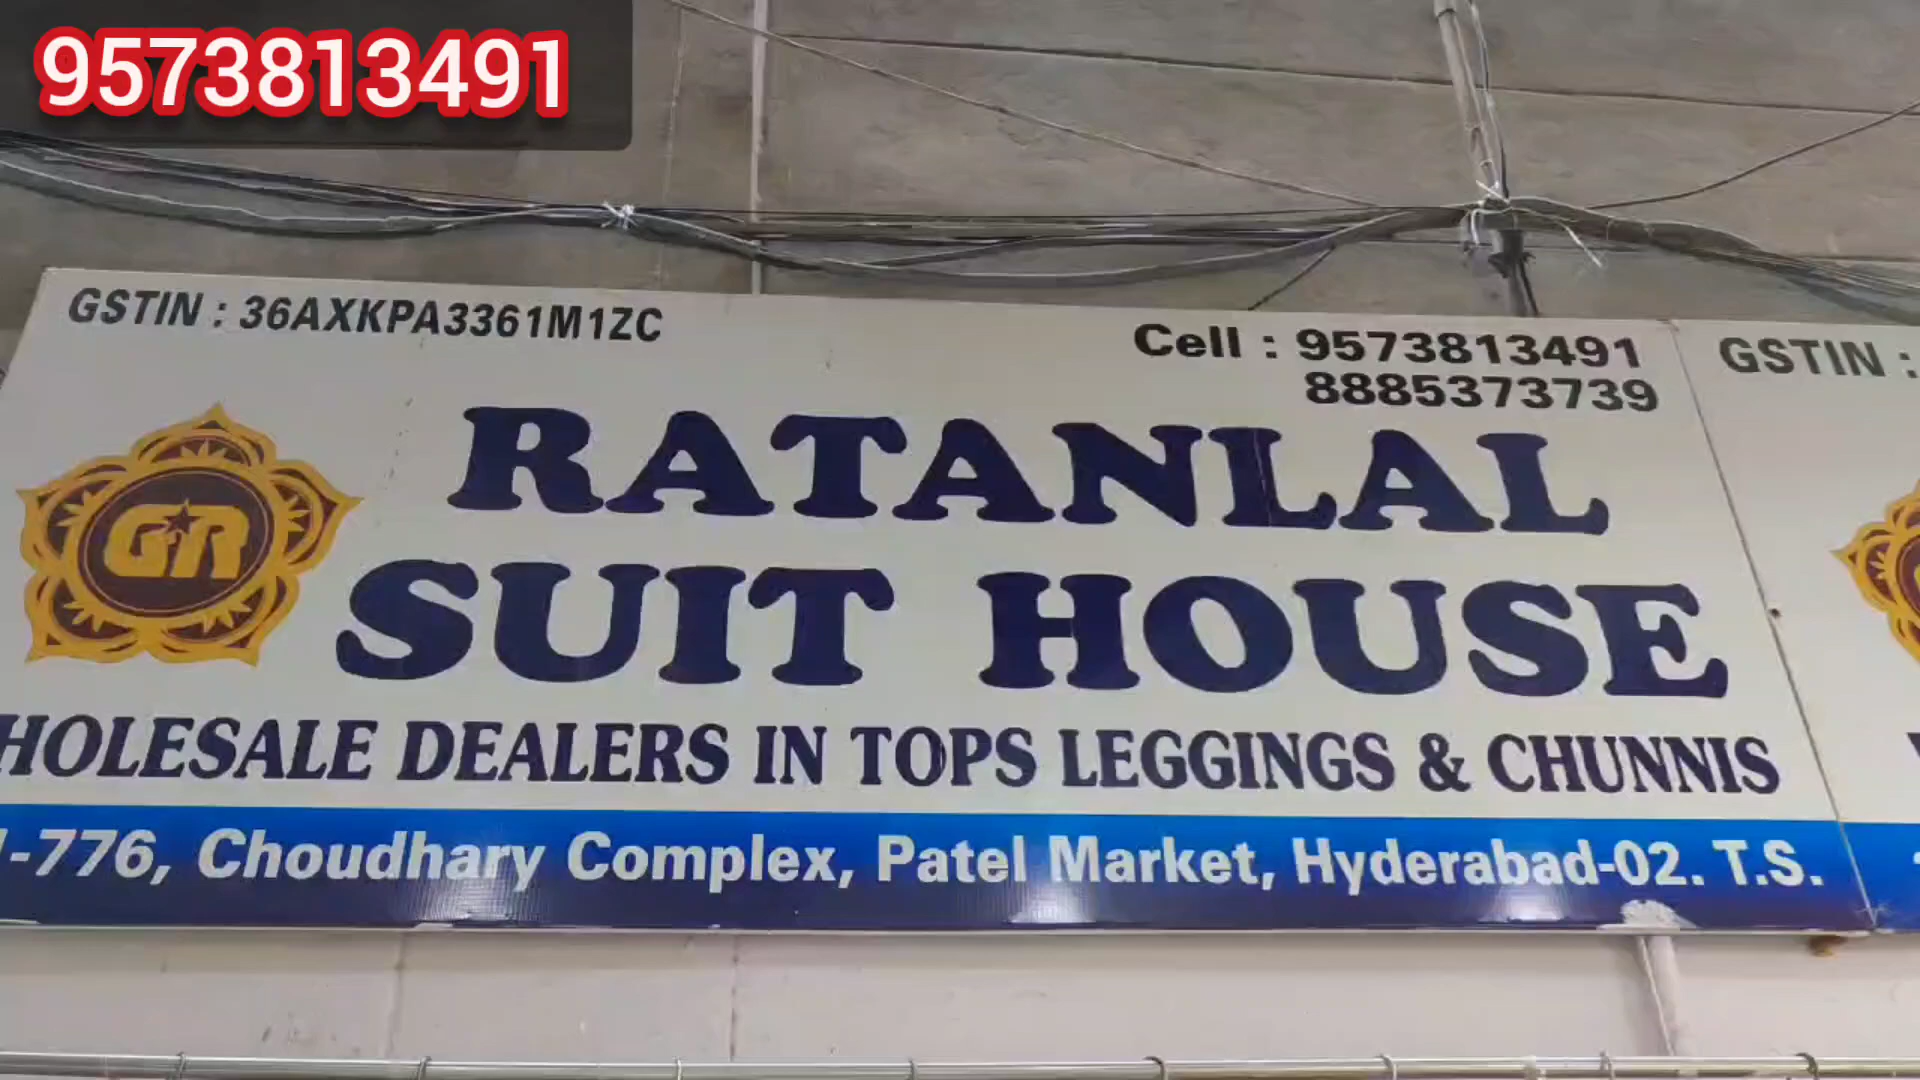 9573813491
GSTIN : 36AXKPA3361M1ZC
Cell : 9573813491
8885373739
GSTIN :
GR
RATANLAL
SUIT HOUSE
HOLESALE DEALERS IN TOPS LEGGINGS & CHUNNIS
-776, Choudhary Complex, Patel Market, Hyderabad-02. T.S.